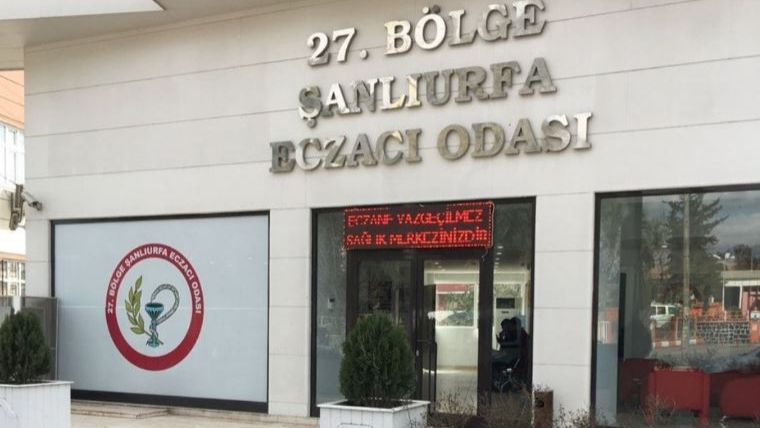 27. BÖLGE
ŞANLIURFA
ECZACI ODASI
ECZANE VAZGEÇİLMEZ
SAĞLIK MERKEZİNİZDİR
27. BÖLGE ŞANLIURFA ECZACI ODASI